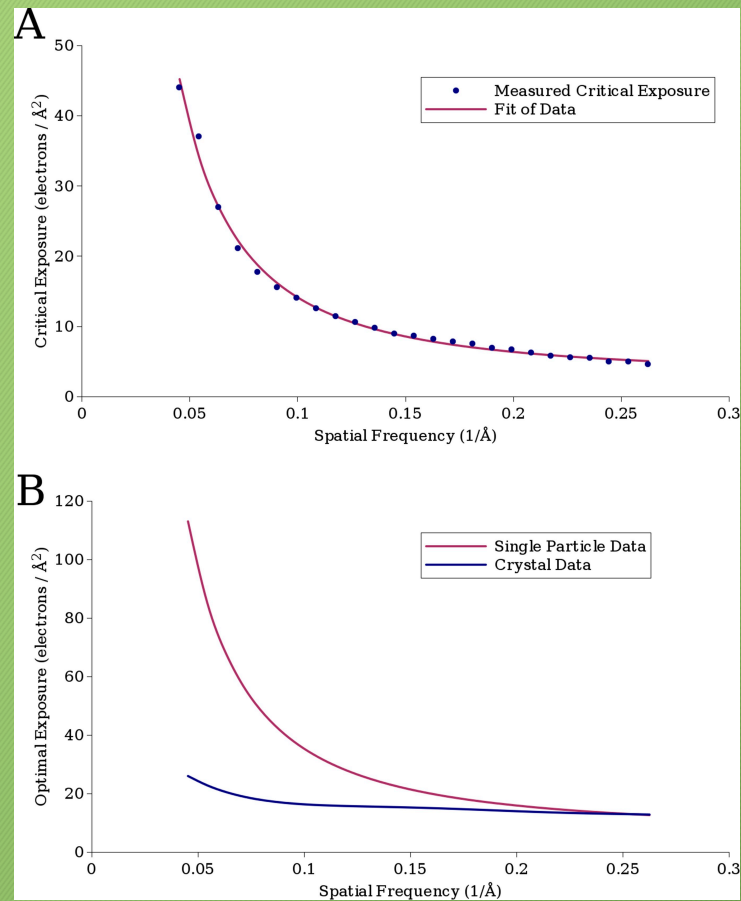 A
50
40
30
20
10
0
Critical Exposure (electrons / Å²)
Measured Critical Exposure
Fit of Data
0 0.05 0.1 0.15 0.2 0.25 0.3
Spatial Frequency (1/Å)
B
120
100
80
60
40
20
0
Optimal Exposure (electrons / Å²)
Single Particle Data
Crystal Data
0 0.05 0.1 0.15 0.2 0.25 0.3
Spatial Frequency (1/Å)